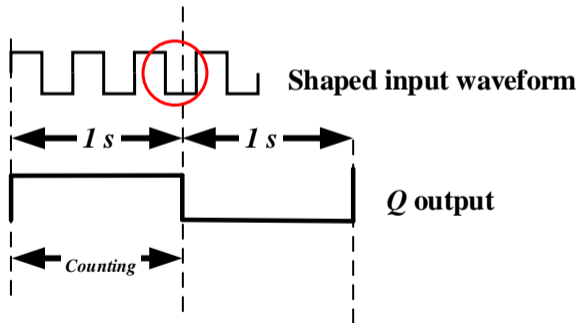 Shaped input waveform
1 s
1 s
Q output
Counting